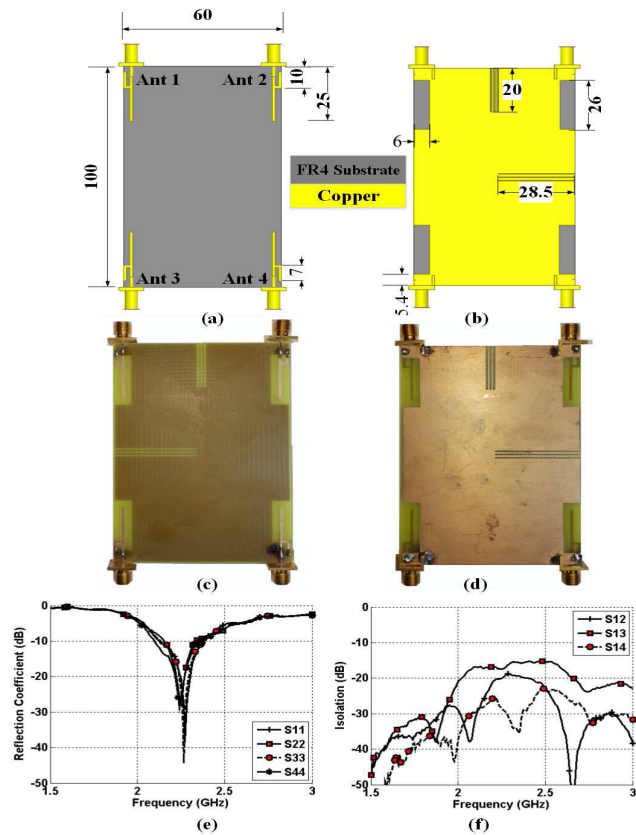 60
Ant 1 Ant 2
10
25
100
FR4 Substrate
Copper
Ant 3 Ant 4
7
(a)
20
26
6
28.5
5.4
(b)
(c) (d)
0
-10
-20
-30
-40
-50
1.5 2 2.5 3
Reflection Coefficient (dB)
Frequency (GHz)
S11
S22
S33
S44
(e)
0
-10
-20
-30
-40
-50
1.5 2 2.5 3
Isolation (dB)
Frequency (GHz)
S12
S13
S14
(f)